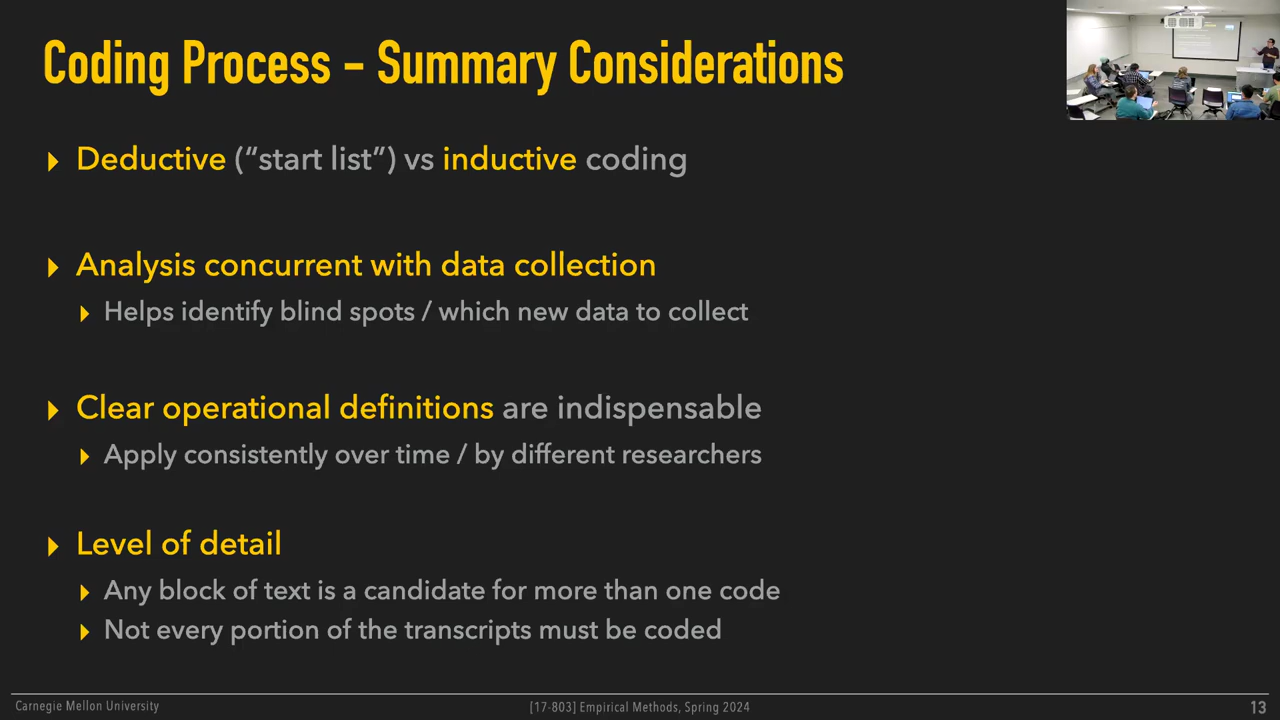 Coding Process – Summary Considerations
Deductive (“start list”) vs inductive coding
Analysis concurrent with data collection
Helps identify blind spots / which new data to collect
Clear operational definitions are indispensable
Apply consistently over time / by different researchers
Level of detail
Any block of text is a candidate for more than one code
Not every portion of the transcripts must be coded
Carnegie Mellon University
[17-803] Empirical Methods, Spring 2024
13